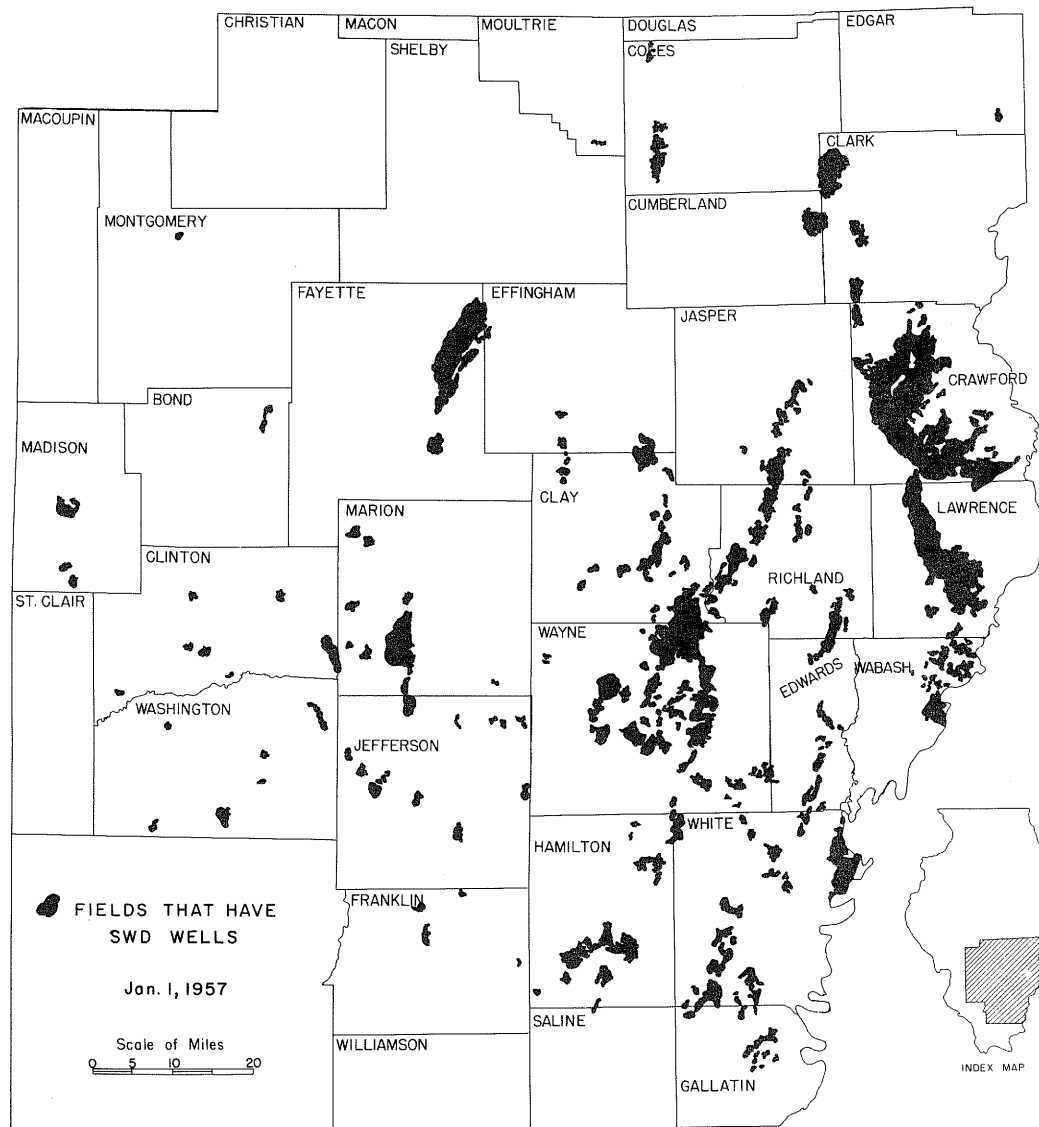 CHRISTIAN
MACON
MOULTRIE
DOUGLAS
EDGAR
SHELBY
COLES
MACOUPIN
CLARK
MONTGOMERY
CUMBERLAND
FAYETTE
EFFINGHAM
JASPER
CRAWFORD
BOND
MADISON
CLAY
MARION
LAWRENCE
CLINTON
RICHLAND
ST. CLAIR
WAYNE
EDWARDS
WABASH
WASHINGTON
JEFFERSON
WHITE
HAMILTON
FRANKLIN
FIELDS THAT HAVE
SWD WELLS
Jan. 1, 1957
SALINE
Scale of Miles
0 5 10 20
WILLIAMSON
GALLATIN
INDEX MAP